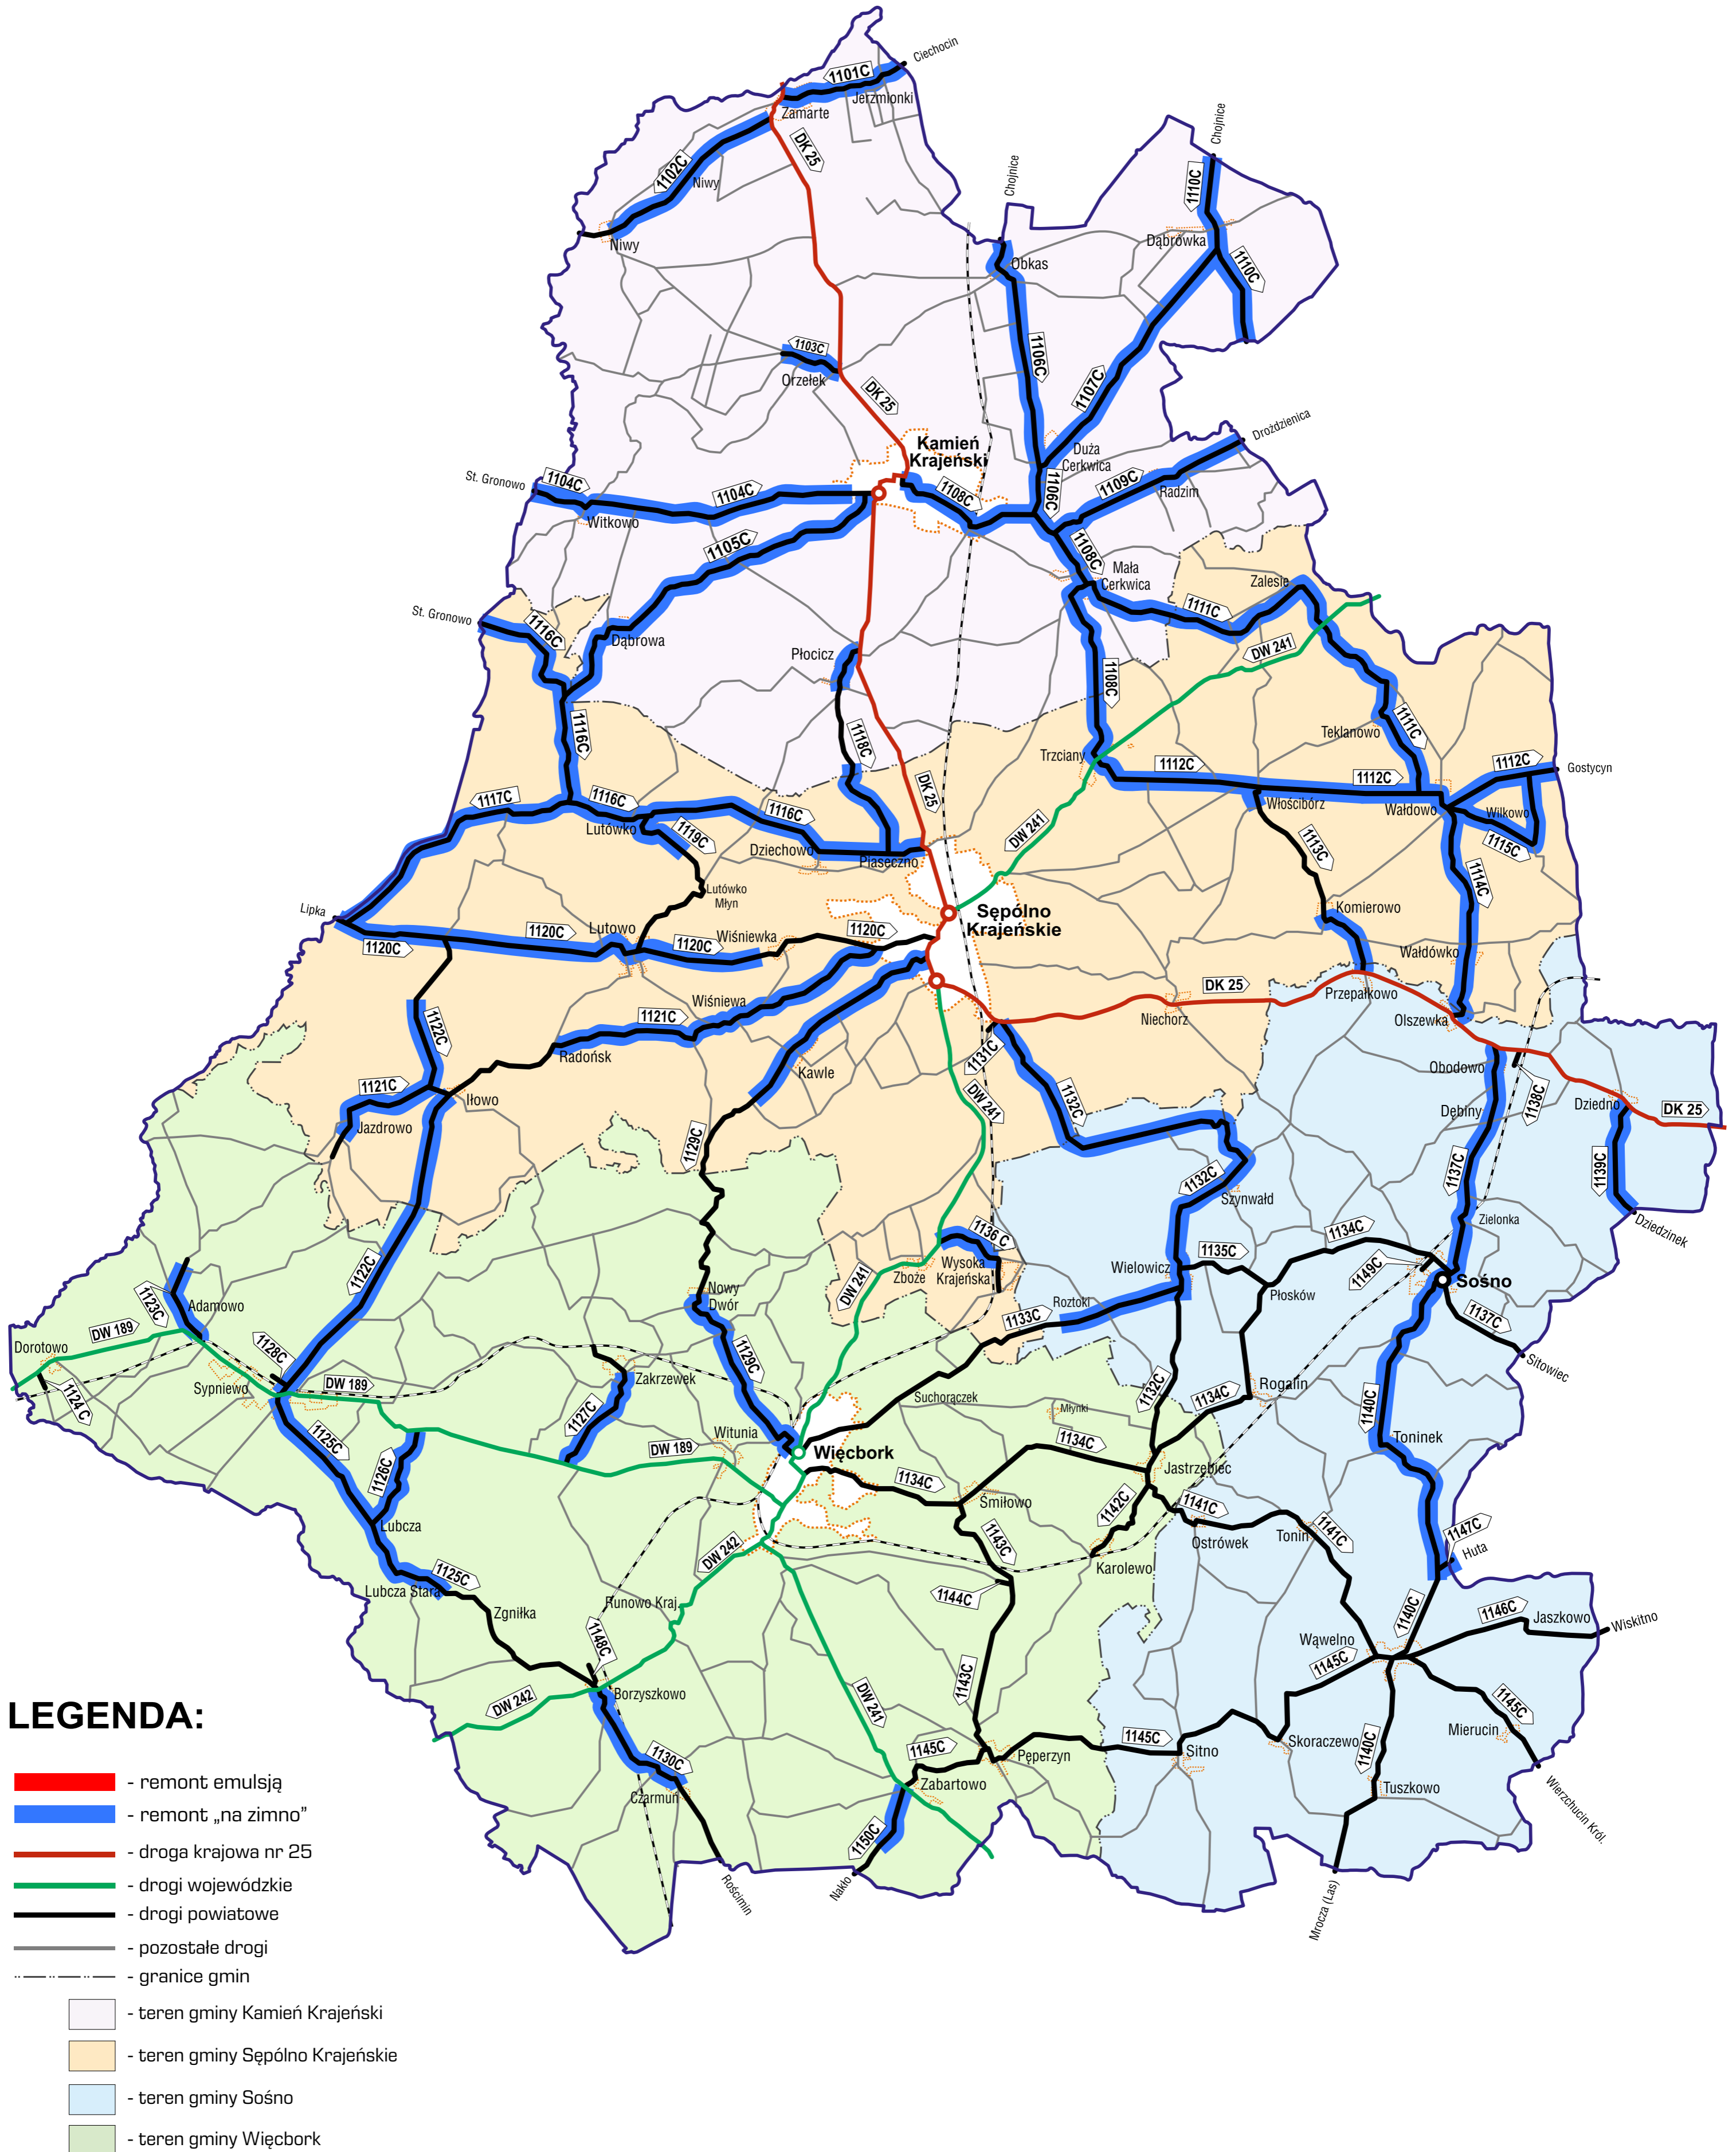 Ciechocin
1101C
Jerzmionki
Zamarte
DK 25
1102C
Niwy
Niwy
Chojnice
Chojnice
1110C
Dąbrówka
1110C
Obkas
1103C
Orzełek
1106C
1107C
DK 25
Kamień
Krajeński
Duża
Cerkwica
Drożdzienica
St. Gronowo
1104C
1104C
1108C
1106C
1109C
Radzim
Witkowo
1105C
1108C
Mała
Cerkwica
Zalesie
St. Gronowo
1116C
1111C
Dąbrowa
Płocicz
DW 241
1108C
1116C
1118C
Teklanowo
1111C
Trzciany
1112C
1112C
1112C
Gostycyn
DK 25
1117C
1116C
1116C
Włościbórz
Wałdowo
Wilkowo
Lutówko
1119C
DW 241
1113C
1115C
Dziechowo
Piaseczno
1114C
Lutówko
Młyn
Lipka
Komierowo
Sępólno
Krajeńskie
1120C
1120C
Lutowo
1120C
Wiśniewka
1120C
Wałdówko
DK 25
Przepałkowo
Wiśniewa
1121C
Niechorz
Olszewka
1122C
Radońsk
1131C
Kawle
Obodowo
1138C
1121C
Iłowo
DW 241
1132C
Dębiny
Dziedno
DK 25
Jazdrowo
1129C
1137C
1139C
1132C
Szynwałd
Zielonka
Dziedzinek
1136 C
1134C
Wysoka
Krajeńska
Zboże
1135C
Wielowicz
1149C
Sośno
1122C
DW 241
Płosków
1123C
Adamowo
Nowy
Dwór
Roztoki
1133C
1137C
Dorotowo
DW 189
1128C
1129C
Sitowiec
Sypniewo
DW 189
Zakrzewek
1124 C
Suchorączek
1132C
Rogalin
1134C
1140C
1127C
Młynki
1125C
Witunia
DW 189
Więcbork
1134C
Toninek
1126C
1134C
Jastrzębiec
Śmiłowo
1142C
1141C
Lubcza
1143C
Ostrówek
Tonin
1141C
1147C
Huta
DW 242
Karolewo
1125C
Lubcza Stara
1144C
Zgniłka
Runowo Kraj.
1140C
1146C
Jaszkowo
Wiskitno
1148C
Wąwelno
1145C
1143C
Borzyszkowo
DW 242
DW 241
1145C
Mierucin
1145C
1145C
Skoraczewo
1140C
Pęperzyn
Sitno
1130C
Zabartowo
Tuszkowo
Czarmuń
Wierzchucin Król.
1150C
Nakło
Rościmin
Mrocza (Las)
LEGENDA:
- remont emulsją
- remont „na zimno”
- droga krajowa nr 25
- drogi wojewódzkie
- drogi powiatowe
- pozostałe drogi
- granice gmin
- teren gminy Kamień Krajeński
- teren gminy Sępólno Krajeńskie
- teren gminy Sośno
- teren gminy Więcbork